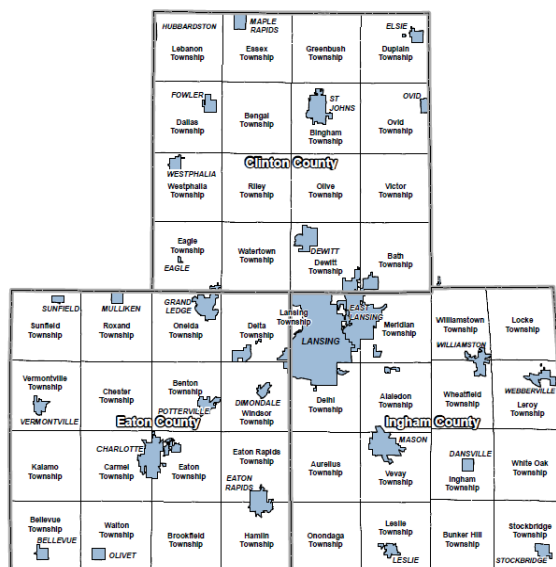 HUBBARDSTON
MAPLE
RAPIDS
ELSIE
Lebanon
Township
Essex
Township
Greenbush
Township
Duplain
Township
FOWLER
ST
JOHNS
OVID
Dallas
Township
Bengal
Township
Bingham
Township
Ovid
Township
Clinton County
WESTPHALIA
Westphalia
Township
Riley
Township
Olive
Township
Victor
Township
Eagle
Township
EAGLE
Watertown
Township
DEWITT
Dewitt
Township
Bath
Township
SUNFIELD
MULLIKEN
GRAND
LEDGE
Sunfield
Township
Roxand
Township
Oneida
Township
Delta
Township
Lansing
Township
LANSING
EAST
LANSING
Meridian
Township
Williamstown
Township
WILLIAMSTON
Locke
Township
Vermontville
Township
VERMONTVILLE
Chester
Township
Benton
Township
POTTERVILLE
DIMONDALE
Windsor
Township
Delhi
Township
Alaiedon
Township
Wheatfield
Township
WEBBERVILLE
Leroy
Township
Eaton County
Ingham County
CHARLOTTE
MASON
Kalamo
Township
Carmel
Township
Eaton
Township
Eaton Rapids
Township
EATON
RAPIDS
Aurelius
Township
Vevay
Township
DANSVILLE
Ingham
Township
White Oak
Township
Bellevue
Township
BELLEVUE
Walton
Township
OLIVET
Brookfield
Township
Hamlin
Township
Onondaga
Township
Leslie
Township
LESLIE
Bunker Hill
Township
Stockbridge
Township
STOCKBRIDGE